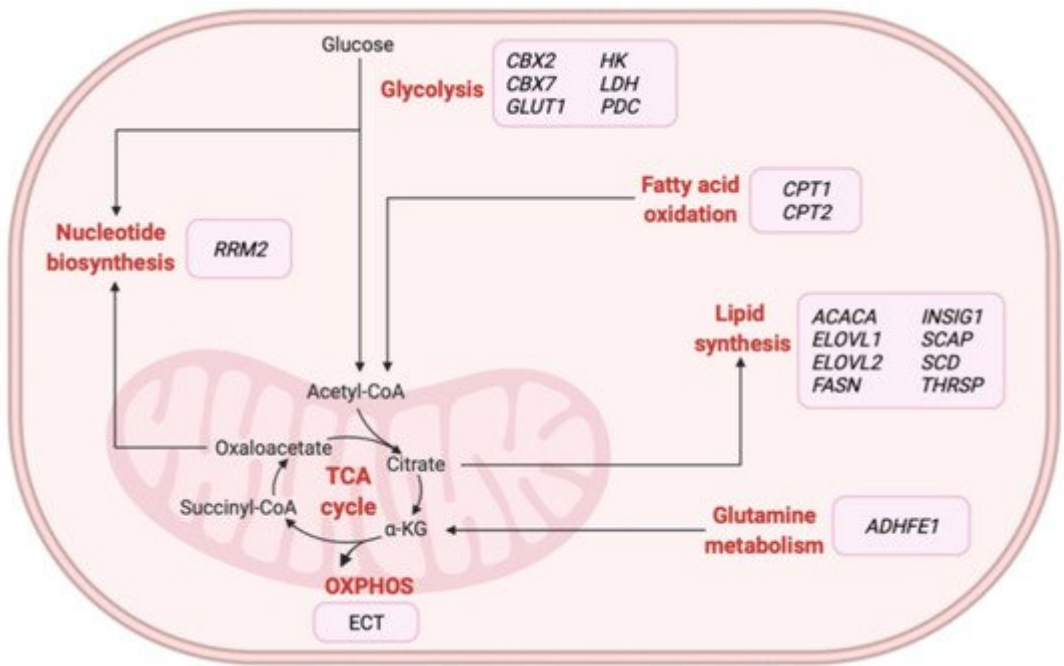 Glucose
Glycolysis
CBX2 HK
CBX7 LDH
GLUT1 PDC
Fatty acid
oxidation
CPT1
CPT2
Nucleotide
biosynthesis
RRM2
Lipid
synthesis
ACACA INSIG1
ELOVL1 SCAP
ELOVL2 SCD
FASN THRSP
Acetyl-CoA
Oxaloacetate
Citrate
TCA
cycle
Succinyl-CoA
α-KG
Glutamine
metabolism
ADHFE1
OXPHOS
ECT